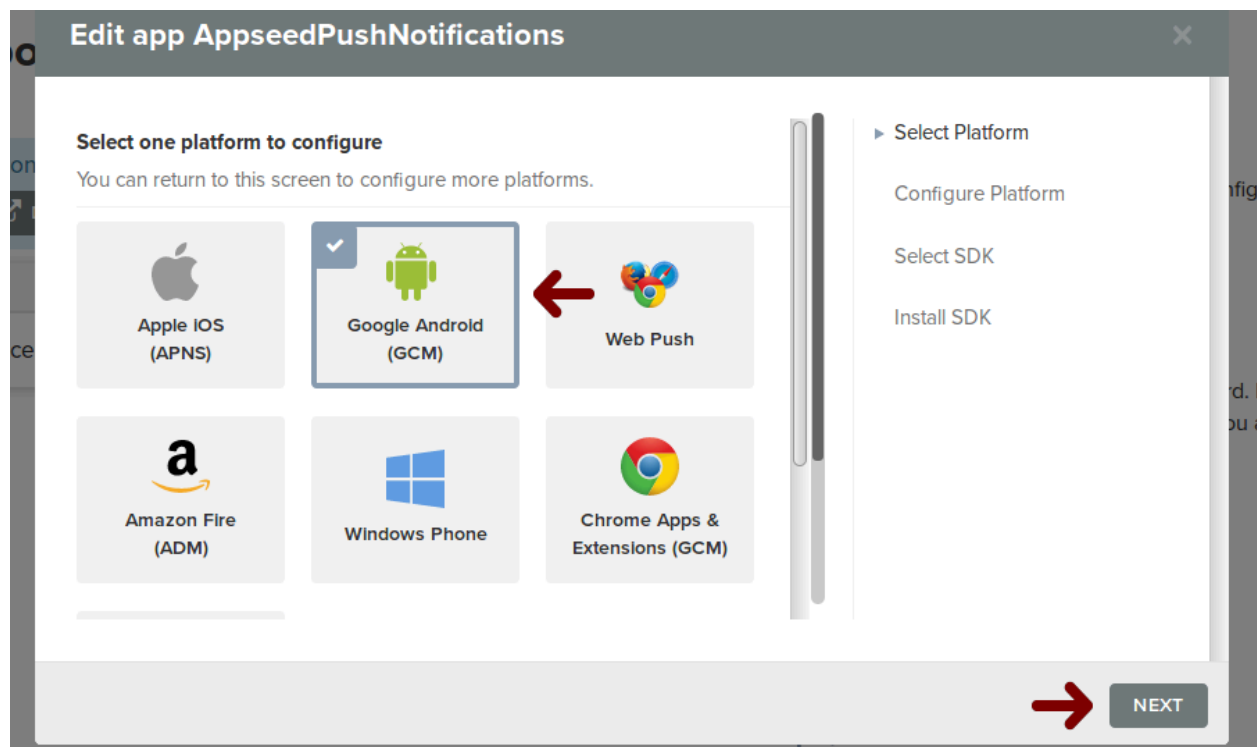 Edit app AppseedPushNotifications
Select one platform to configure
You can return to this screen to configure more platforms.
Apple iOS
(APNS)
Google Android
(GCM)
Web Push
Amazon Fire
(ADM)
Windows Phone
Chrome Apps &
Extensions (GCM)
Select Platform
Configure Platform
Select SDK
Install SDK
NEXT